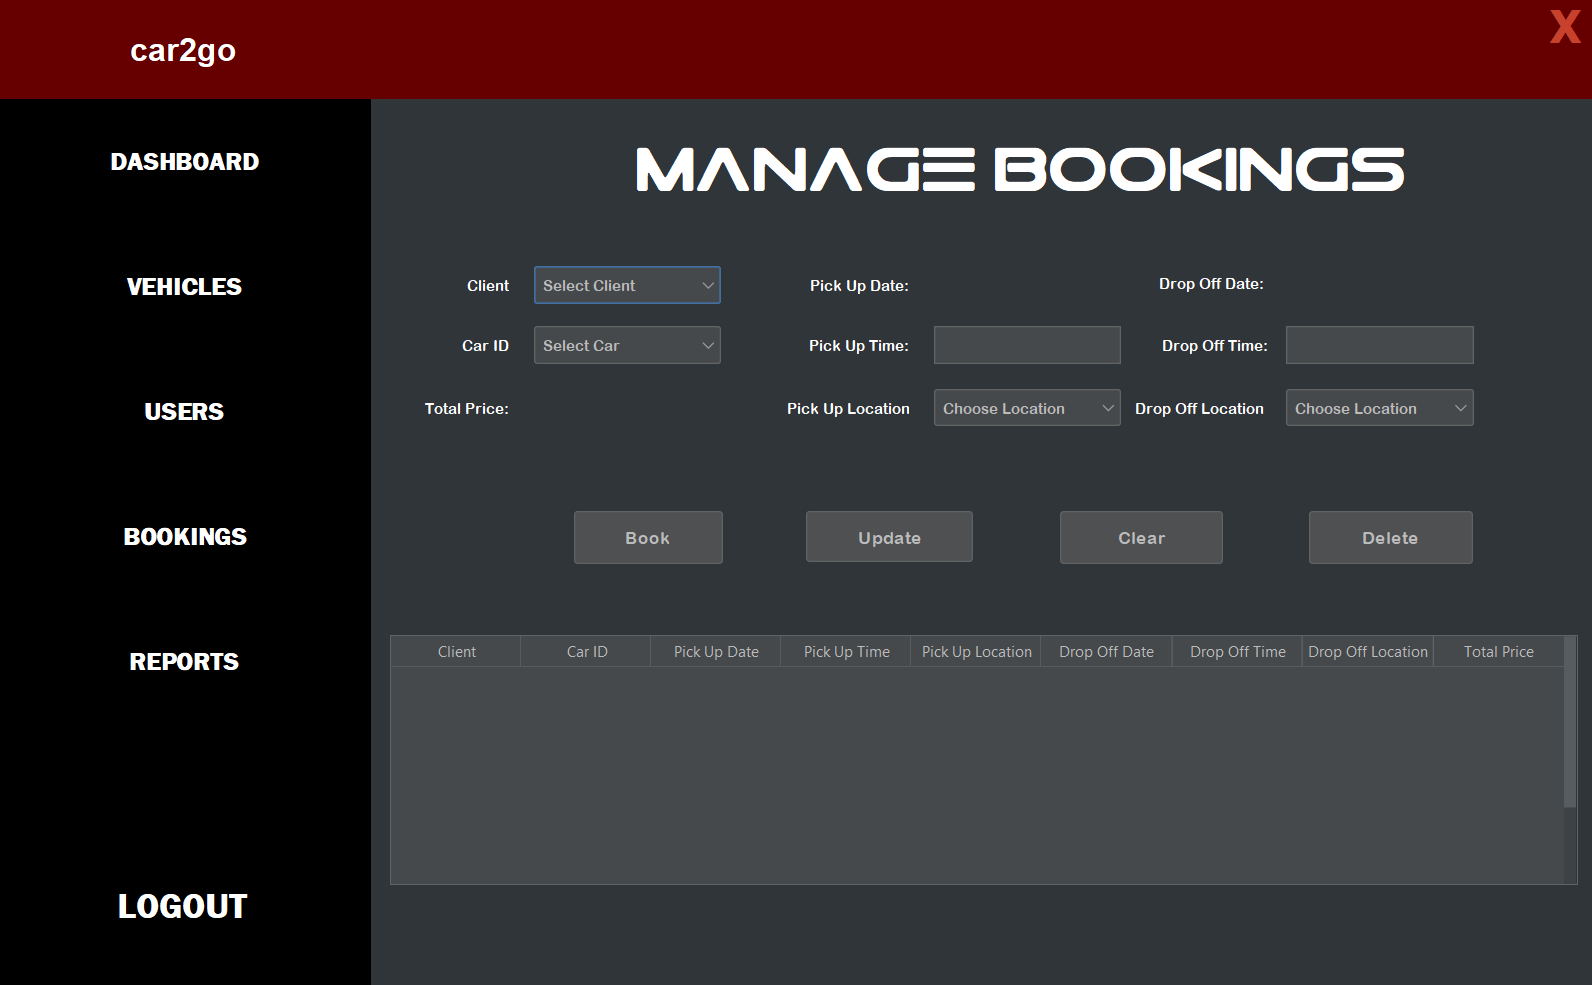 car2go
X
DASHBOARD
VEHICLES
USERS
BOOKINGS
REPORTS
LOGOUT
MANAGE BOOKINGS
Client Select Client Pick Up Date: Drop Off Date:
Car ID Select Car Pick Up Time: Drop Off Time:
Total Price: Pick Up Location Choose Location Drop Off Location Choose Location
Book Update Clear Delete
Client Car ID Pick Up Date Pick Up Time Pick Up Location Drop Off Date Drop Off Time Drop Off Location Total Price